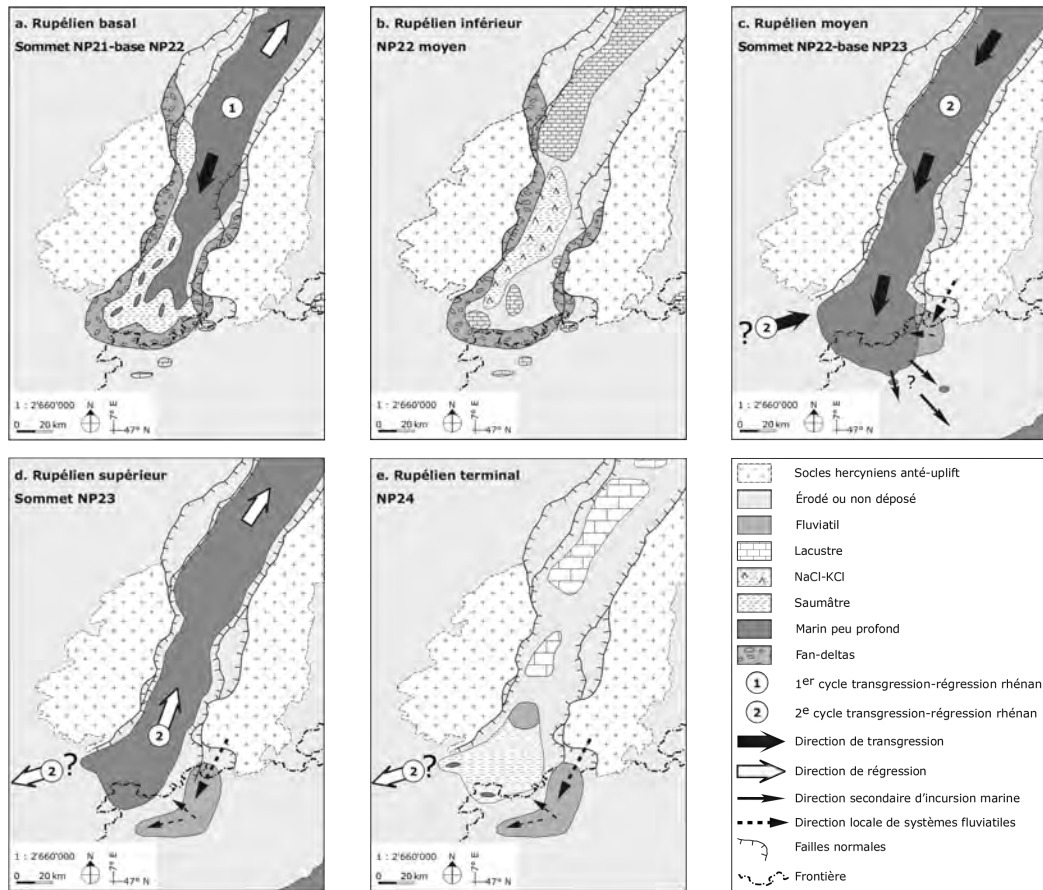 a. Rupélien basal
Sommet NP21-base NP22
1
1 : 2'660'000
N
7° E
0 20 km
47° N
b. Rupélien inférieur
NP22 moyen
1 : 2'660'000
N
7° E
0 20 km
47° N
c. Rupélien moyen
Sommet NP22-base NP23
2
? 2
?
1 : 2'660'000
N
7° E
0 20 km
47° N
d. Rupélien supérieur
Sommet NP23
2
2 ?
1 : 2'660'000
N
7° E
0 20 km
47° N
e. Rupélien terminal
NP24
2 ?
1 : 2'660'000
N
7° E
0 20 km
47° N
Socles hercyniens anté-uplift
Érodé ou non déposé
Fluviatil
Lacustre
NaCl-KCl
Saumâtre
Marin peu profond
Fan-deltas
1 1er cycle transgression-régression rhénan
2 2e cycle transgression-régression rhénan
Direction de transgression
Direction de régression
Direction secondaire d'incursion marine
Direction locale de systèmes fluviatiles
Failles normales
Frontière